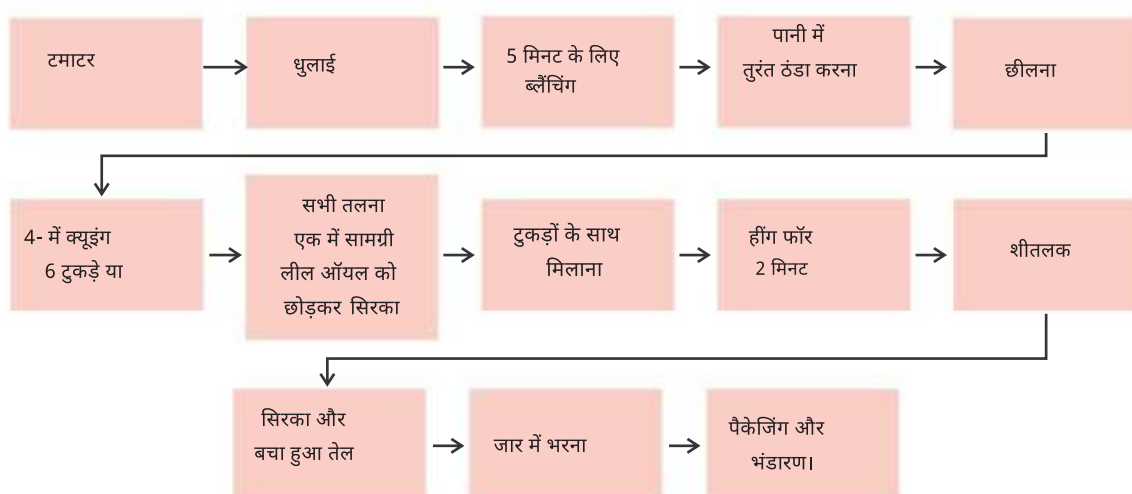 टमाटर
धुलाई
5 मिनट के लिए
ब्लैंचिंग
पानी में
तुरंत ठंडा करना
छीलना
4- में क्यूइंग
6 टुकड़े या
सभी तलना
एक में सामग्री
लील ऑयल को
छोड़कर सिरका
टुकड़ों के साथ
मिलाना
हींग फॉर
2 मिनट
शीतलक
सिरका और
बचा हुआ तेल
जार में भरना
पैकेजिंग और
भंडारण।